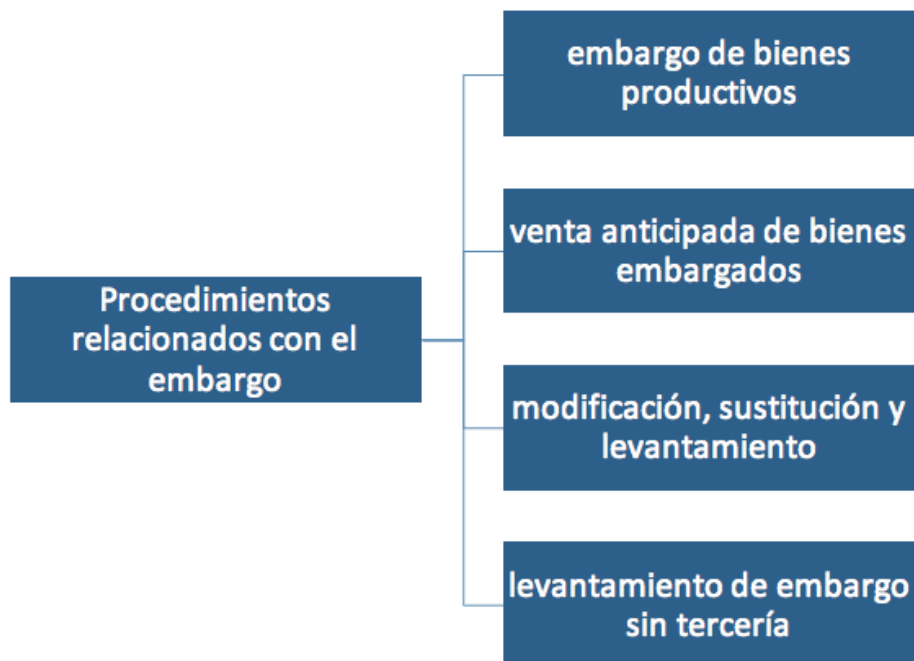 embargo de bienes
productivos
venta anticipada de bienes
embargados
Procedimientos
relacionados con el
embargo
modificación, sustitución y
levantamiento
levantamiento de embargo
sin tercería